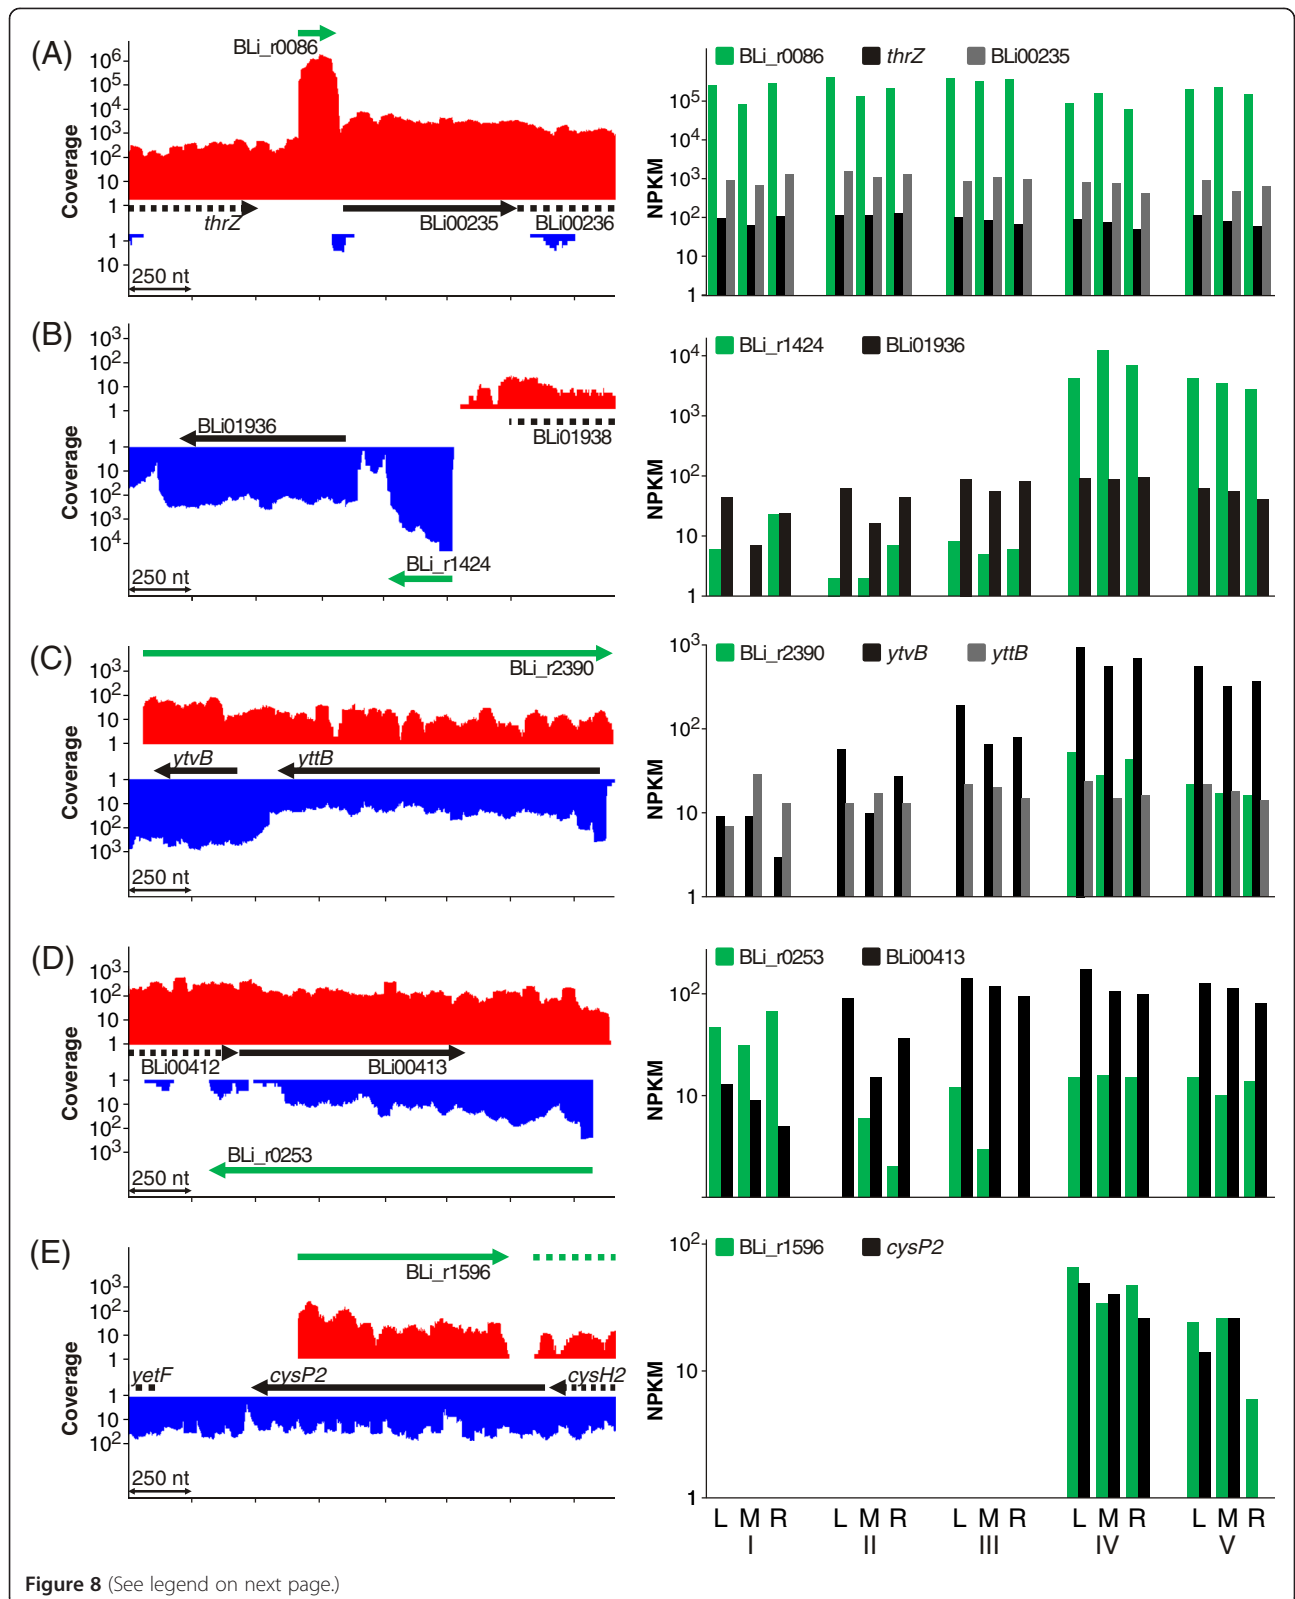 (A)
BLi_r0086
10⁶
10⁵
10⁴
10³
10²
10
1
Coverage
thrZ
BLi00235
BLi00236
1
10
250 nt
BLi_r0086 thrZ BLi00235
10⁵
10⁴
10³
10²
10
1
NPKM
(B)
10³
10²
10
1
BLi01936
BLi01938
1
10
10²
10³
10⁴
Coverage
BLi_r1424
250 nt
BLi_r1424 BLi01936
10⁴
10³
10²
10
1
NPKM
(C)
BLi_r2390
10³
10²
10
1
ytvB
yttB
1
10
10²
10³
Coverage
250 nt
BLi_r2390 ytvB yttB
10³
10²
10
1
NPKM
(D)
10³
10²
10
1
BLi00412
BLi00413
1
10
10²
10³
Coverage
BLi_r0253
250 nt
BLi_r0253 BLi00413
10²
10
NPKM
(E)
BLi_r1596
10³
10²
10
1
yetF
cysP2
cysH2
1
10
10²
Coverage
250 nt
BLi_r1596 cysP2
10²
10
1
NPKM
L M R L M R L M R L M R L M R
I II III IV V
Figure 8 (See legend on next page.)